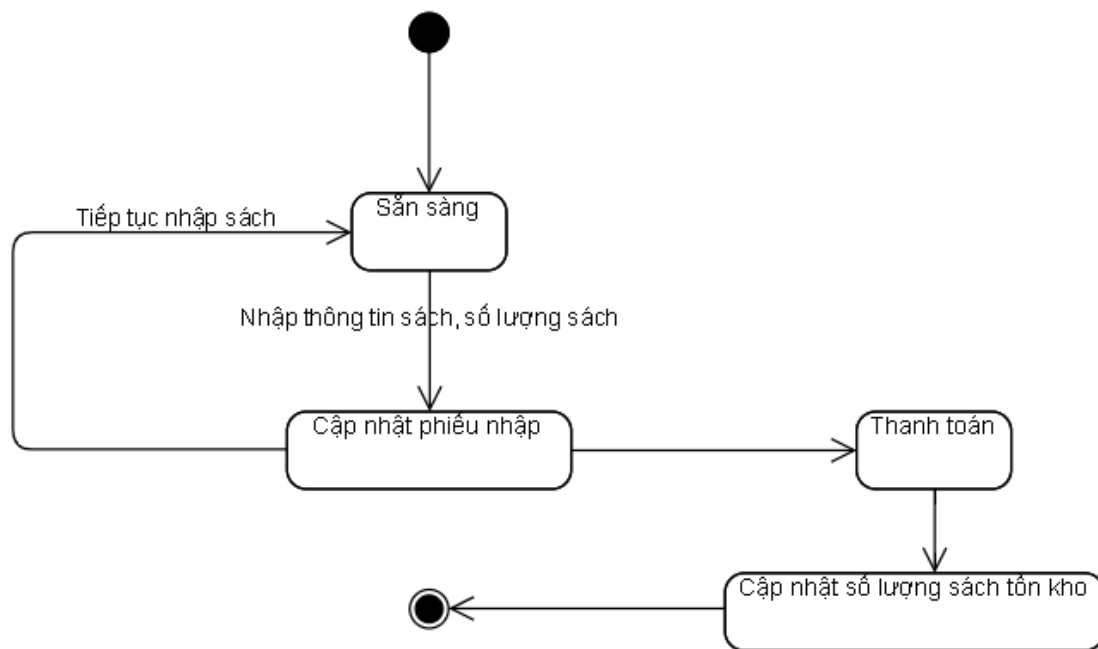 Sẵn sàng
Tiếp tục nhập sách
Nhập thông tin sách, số lượng sách
Cập nhật phiếu nhập
Thanh toán
Cập nhật số lượng sách tồn kho